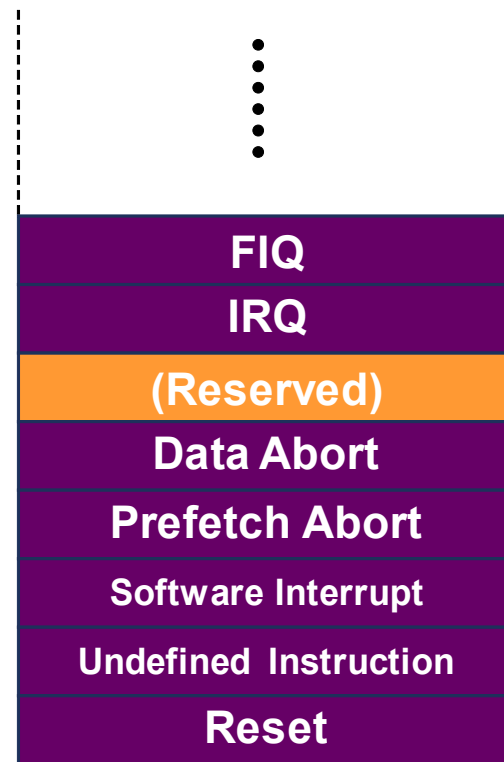 FIQ
IRQ
(Reserved)
Data Abort
Prefetch Abort
Software Interrupt
Undefined Instruction
Reset